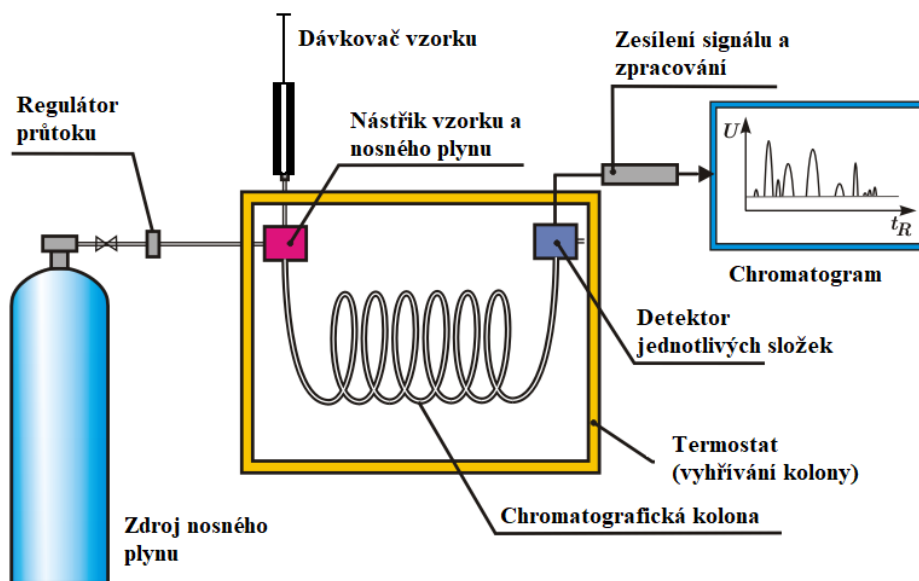 Dávkovač vzorku
Zesílení signálu a
zpracování
Regulátor
průtoku
Nástřik vzorku a
nosného plynu
U
t_R
Chromatogram
Detektor
jednotlivých složek
Termostat
(vyhřívání kolony)
Chromatografická kolona
Zdroj nosného
plynu